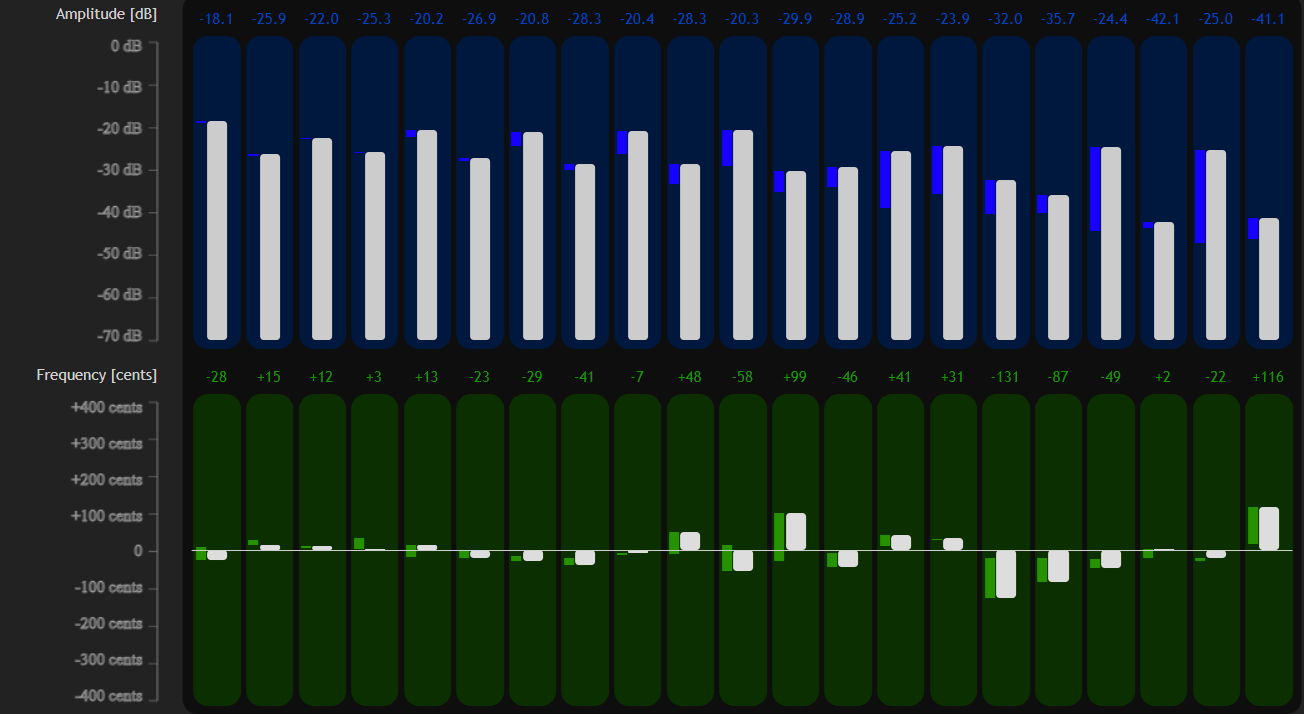 Amplitude [dB] -18.1 -25.9 -22.0 -25.3 -20.2 -26.9 -20.8 -28.3 -20.4 -28.3 -20.3 -29.9 -28.9 -25.2 -23.9 -32.0 -35.7 -24.4 -42.1 -25.0 -41.1
0 dB
-10 dB
-20 dB
-30 dB
-40 dB
-50 dB
-60 dB
-70 dB
Frequency [cents] -28 +15 +12 +3 +13 -23 -29 -41 -7 +48 -58 +99 -46 +41 +31 -131 -87 -49 +2 -22 +116
+400 cents
+300 cents
+200 cents
+100 cents
0
-100 cents
-200 cents
-300 cents
-400 cents